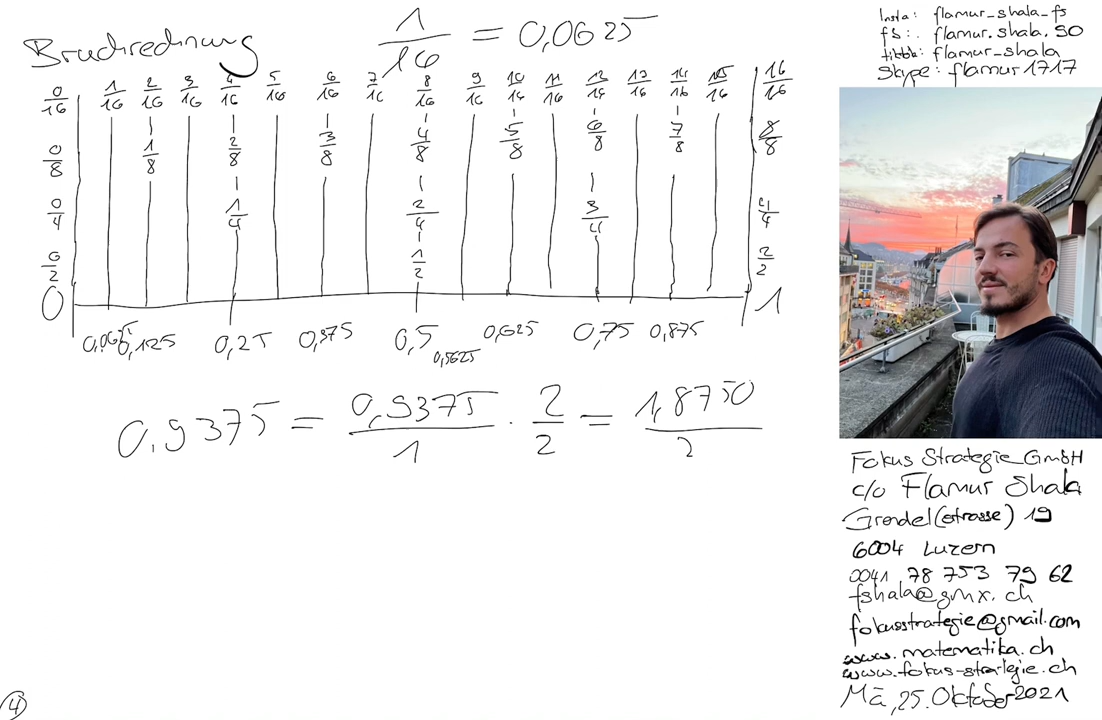 Bruchrechnung
1/16 = 0,0625
0/16 1/16 2/16 3/16 4/16 5/16 6/16 7/16 8/16 9/16 10/16 11/16 12/16 13/16 14/16 15/16 16/16
0/8 1/8 2/8 3/8 4/8 5/8 6/8 7/8 8/8
0/4 1/4 2/4 3/4 4/4
0/2 1/2 2/2
0 1
0,0625 0,125 0,25 0,375 0,5 0,5625 0,625 0,75 0,875
0,9375 = 0,9375/1 · 2/2 = 1,8750/2
4
Insta: flamur_shala_fs
fb: flamur.shala.90
tiktok: flamur_shala
Skype: flamur1717
Fokus Strategie GmbH
c/o Flamur Shala
Grendel(strasse) 19
6004 Luzern
0041 78 753 79 62
fshala@gmx.ch
fokusstrategie@gmail.com
www.matematika.ch
www.fokus-strategie.ch
Mä, 25. Oktober 2021